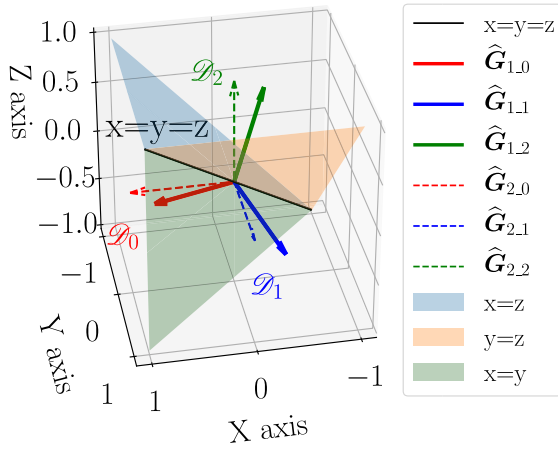 1.0
0.5
0.0
−0.5
−1.0
Z axis
x=y=z
𝒟₂
𝒟₀
𝒟₁
−1
0
1
Y axis
1
0
−1
X axis
x=y=z
Ĝ₁_₀
Ĝ₁_₁
Ĝ₁_₂
Ĝ₂_₀
Ĝ₂_₁
Ĝ₂_₂
x=z
y=z
x=y